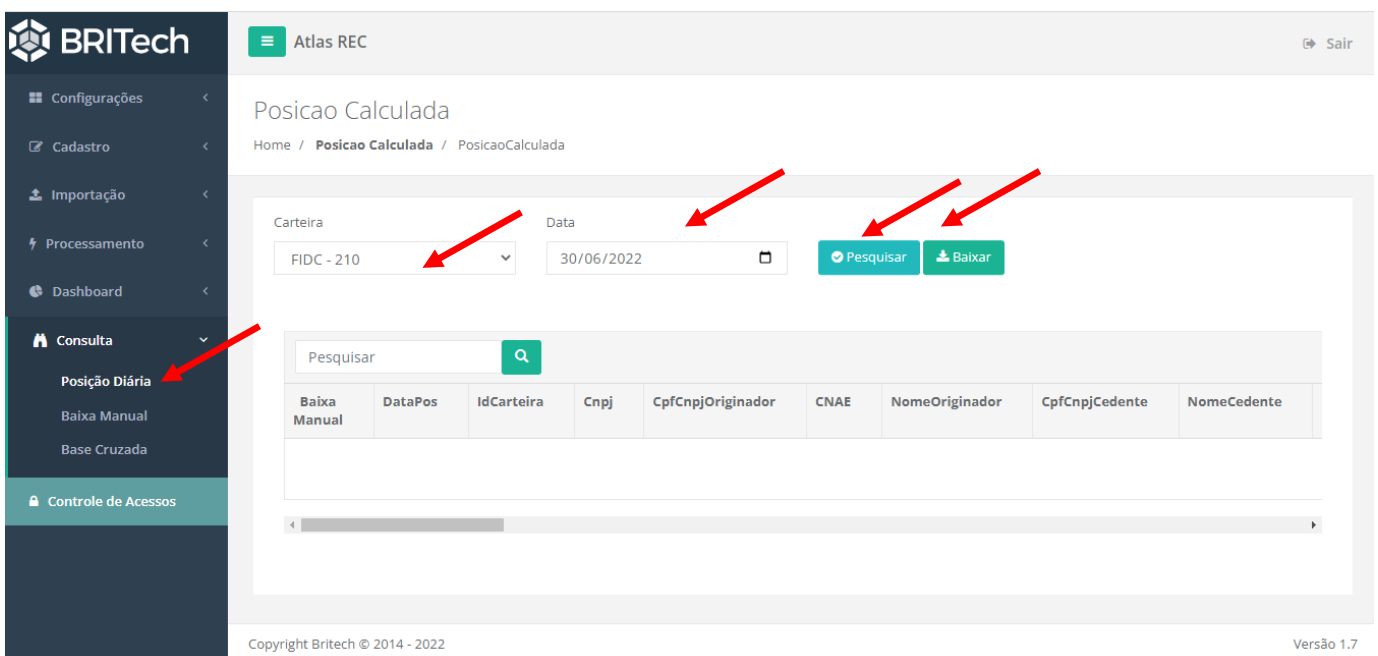 BRITech
Atlas REC
Sair
Configurações
Cadastro
Importação
Processamento
Dashboard
Consulta
Posição Diária
Baixa Manual
Base Cruzada
Controle de Acessos
Posicao Calculada
Home / Posicao Calculada / PosicaoCalculada
Carteira
Data
FIDC - 210
30/06/2022
Pesquisar
Baixar
Pesquisar
Baixa Manual DataPos IdCarteira Cnpj CpfCnpjOriginador CNAE NomeOriginador CpfCnpjCedente NomeCedente
Copyright Britech © 2014 - 2022
Versão 1.7